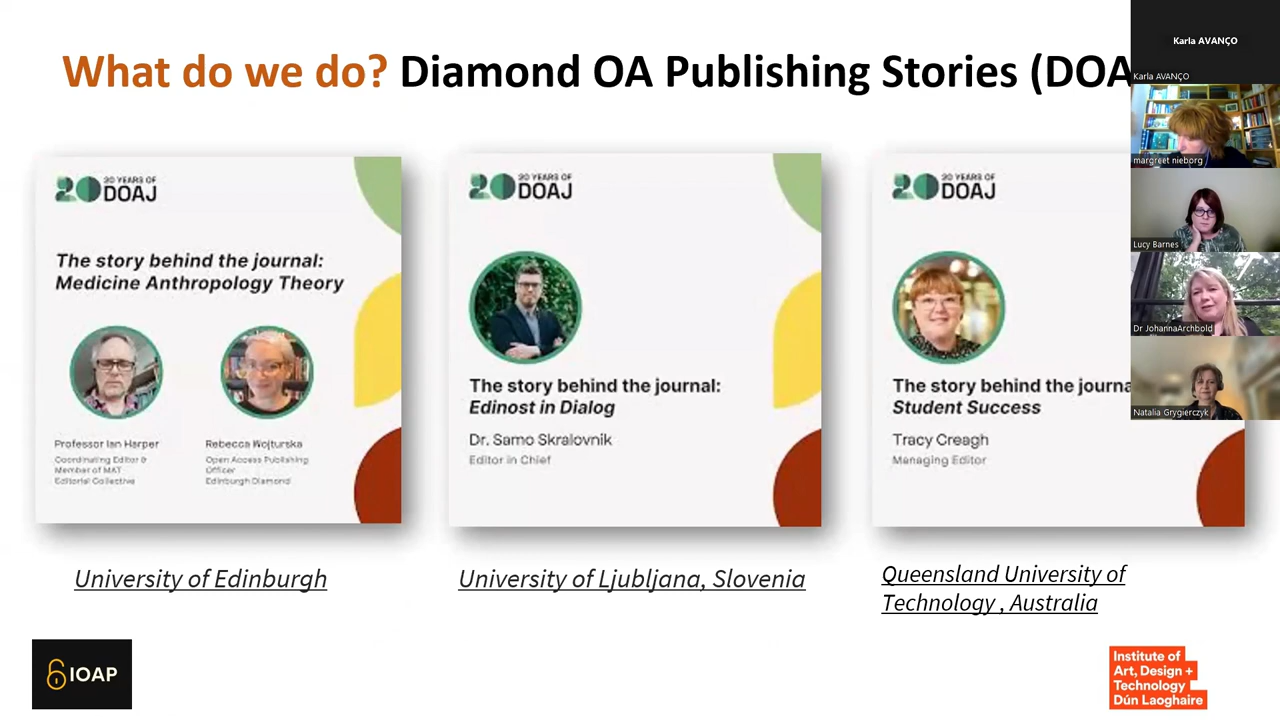 What do we do? Diamond OA Publishing Stories (DOA
20 YEARS OF
DOAJ
The story behind the journal:
Medicine Anthropology Theory
Professor Ian Harper
Coordinating Editor &
Member of MAT
Editorial Collective
Rebecca Wojturska
Open Access Publishing
Officer
Edinburgh Diamond
University of Edinburgh
20 YEARS OF
DOAJ
The story behind the journal:
Edinost in Dialog
Dr. Samo Skralovnik
Editor in Chief
University of Ljubljana, Slovenia
20 YEARS OF
DOAJ
The story behind the journa
Student Success
Tracy Creagh
Managing Editor
Queensland University of
Technology , Australia
IOAP
Institute of
Art, Design +
Technology
Dún Laoghaire
Karla AVANÇO
Karla AVANÇO
margreet nieborg
Lucy Barnes
Dr JohannaArchbold
Natalia Grygierczyk